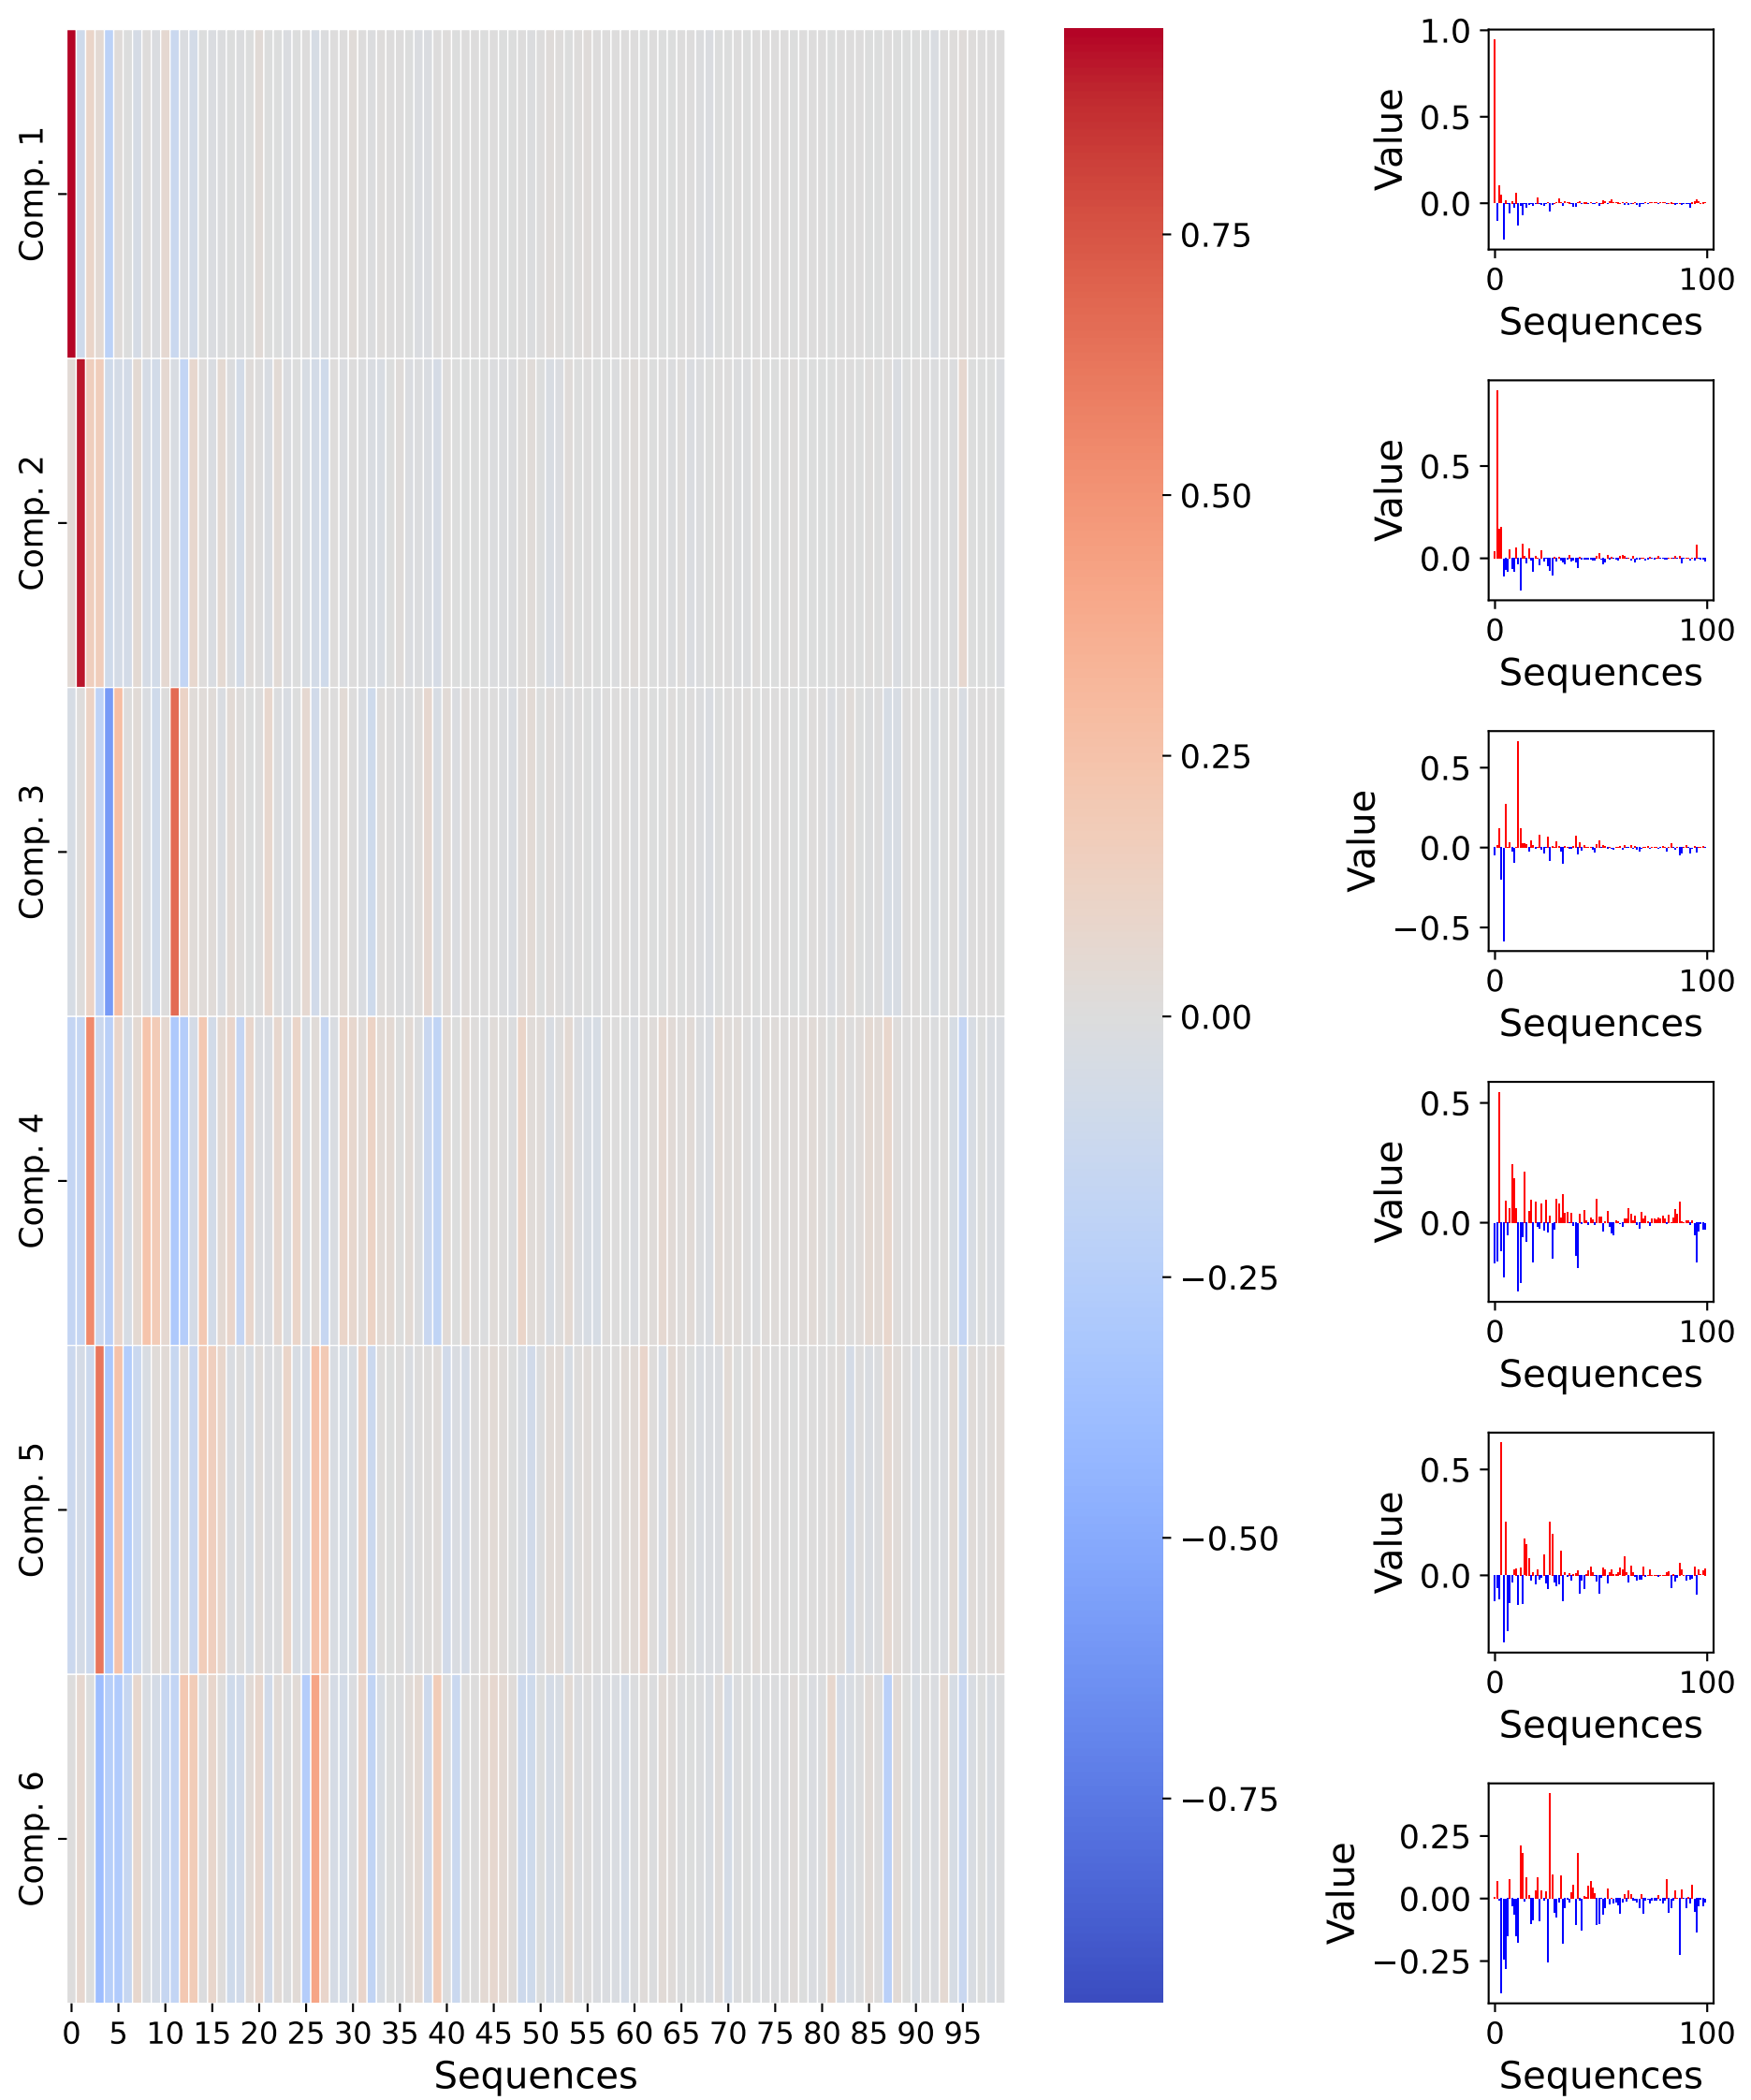 Comp. 1
Comp. 2
Comp. 3
Comp. 4
Comp. 5
Comp. 6
0 5 10 15 20 25 30 35 40 45 50 55 60 65 70 75 80 85 90 95
Sequences
0.75
0.50
0.25
0.00
−0.25
−0.50
−0.75
Value
1.0
0.5
0.0
0 100
Sequences
Value
0.5
0.0
0 100
Sequences
Value
0.5
0.0
−0.5
0 100
Sequences
Value
0.5
0.0
0 100
Sequences
Value
0.5
0.0
0 100
Sequences
Value
0.25
0.00
−0.25
0 100
Sequences